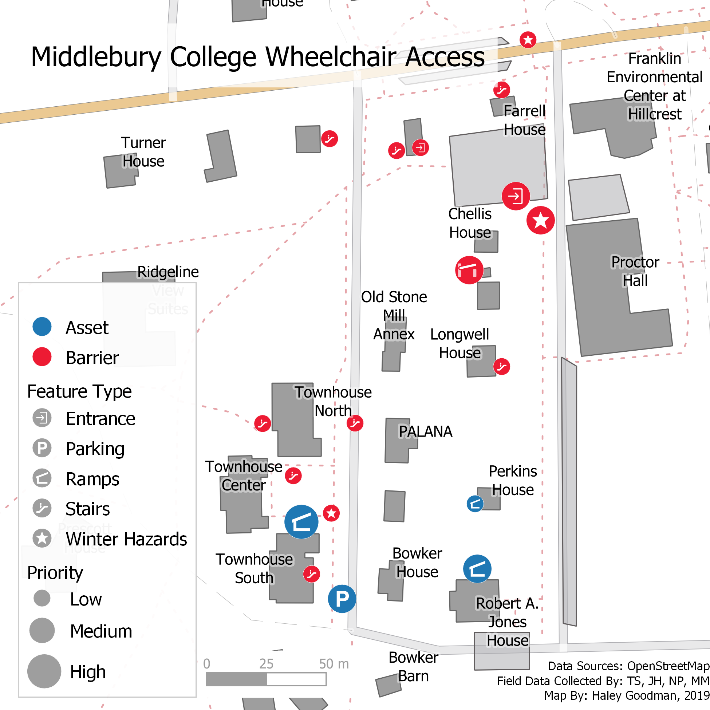 House
Middlebury College Wheelchair Access
Franklin
Environmental
Center at
Hillcrest
Farrell
House
Turner
House
Chellis
House
Proctor
Hall
Ridgeline
View
Suites
Old Stone
Mill
Annex
Longwell
House
Asset
Barrier
Feature Type
Entrance
P Parking
Ramps
Stairs
Winter Hazards
Priority
Low
Medium
High
Townhouse
North
PALANA
Townhouse
Center
Perkins
House
Townhouse
South
Bowker
House
P
Robert A.
Jones
House
Bowker
Barn
0 25 50 m
Data Sources: OpenStreetMap
Field Data Collected By: TS, JH, NP, MM
Map By: Haley Goodman, 2019